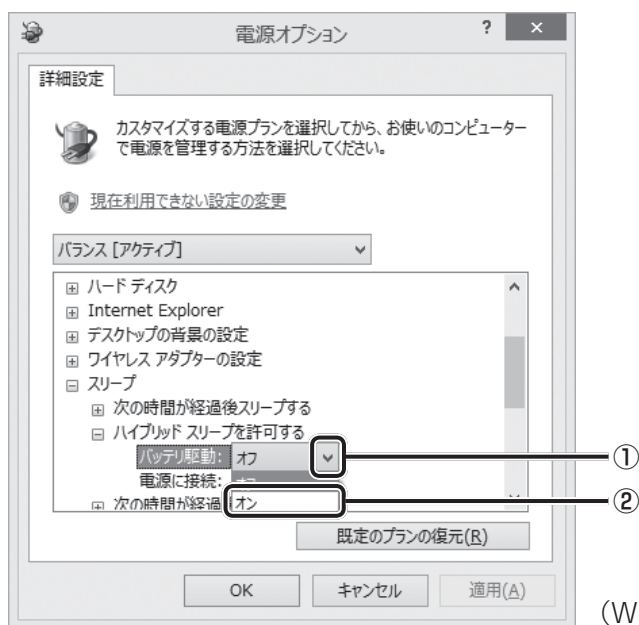 電源オプション
?
×
詳細設定
カスタマイズする電源プランを選択してから、お使いのコンピューター
で電源を管理する方法を選択してください。
現在利用できない設定の変更
バランス [アクティブ]
ハード ディスク
Internet Explorer
デスクトップの背景の設定
ワイヤレス アダプターの設定
スリープ
次の時間が経過後スリープする
ハイブリッド スリープを許可する
バッテリ駆動: オフ
①
電源に接続:
次の時間が経過 オン
②
既定のプランの復元(R)
OK キャンセル 適用(A)
(W